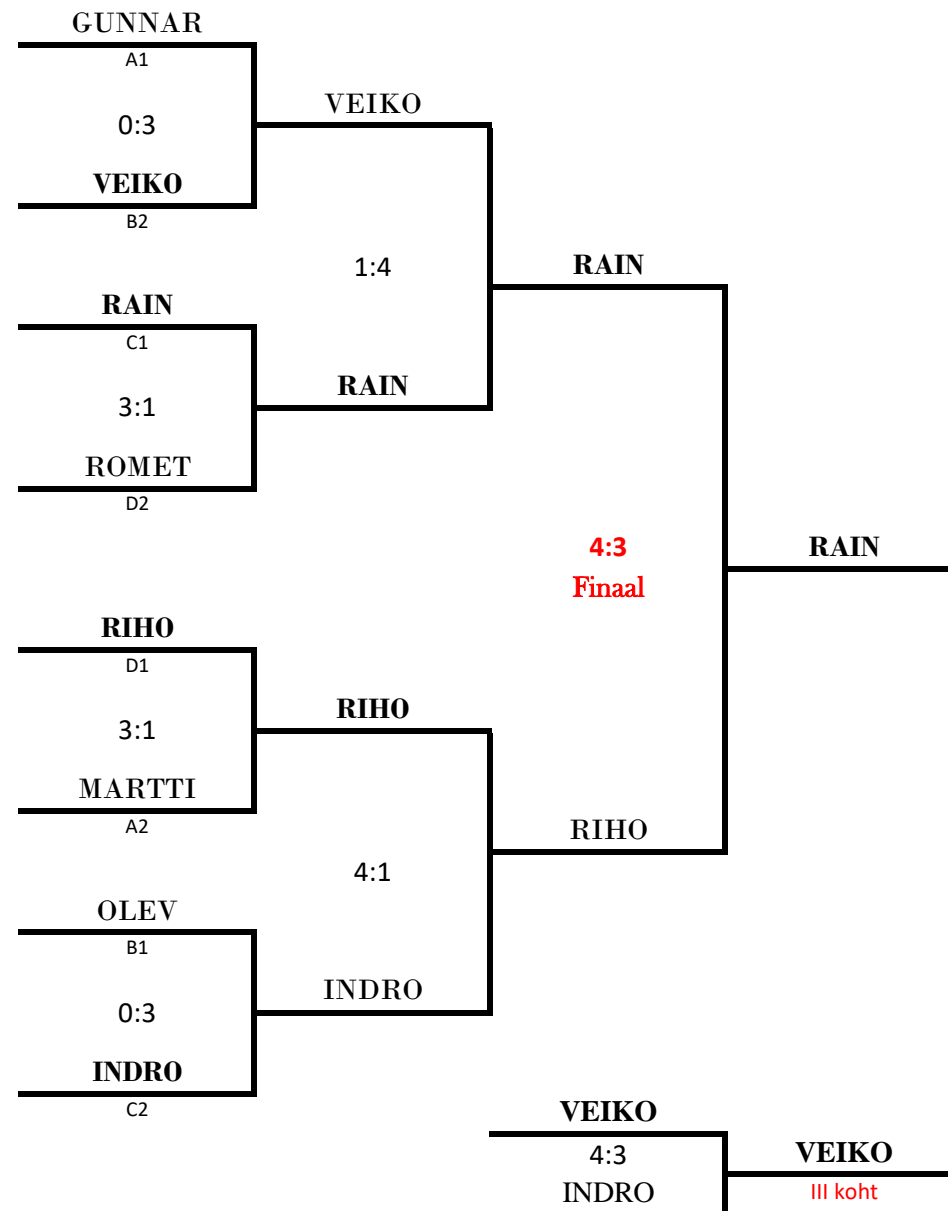 GUNNAR
A1
0:3
VEIKO
VEIKO
B2
1:4
RAIN
RAIN
C1
3:1
RAIN
ROMET
D2
4:3
Finaal
RAIN
RIHO
D1
3:1
RIHO
MARTTI
A2
4:1
RIHO
OLEV
B1
0:3
INDRO
INDRO
C2
VEIKO
4:3
INDRO
VEIKO
III koht